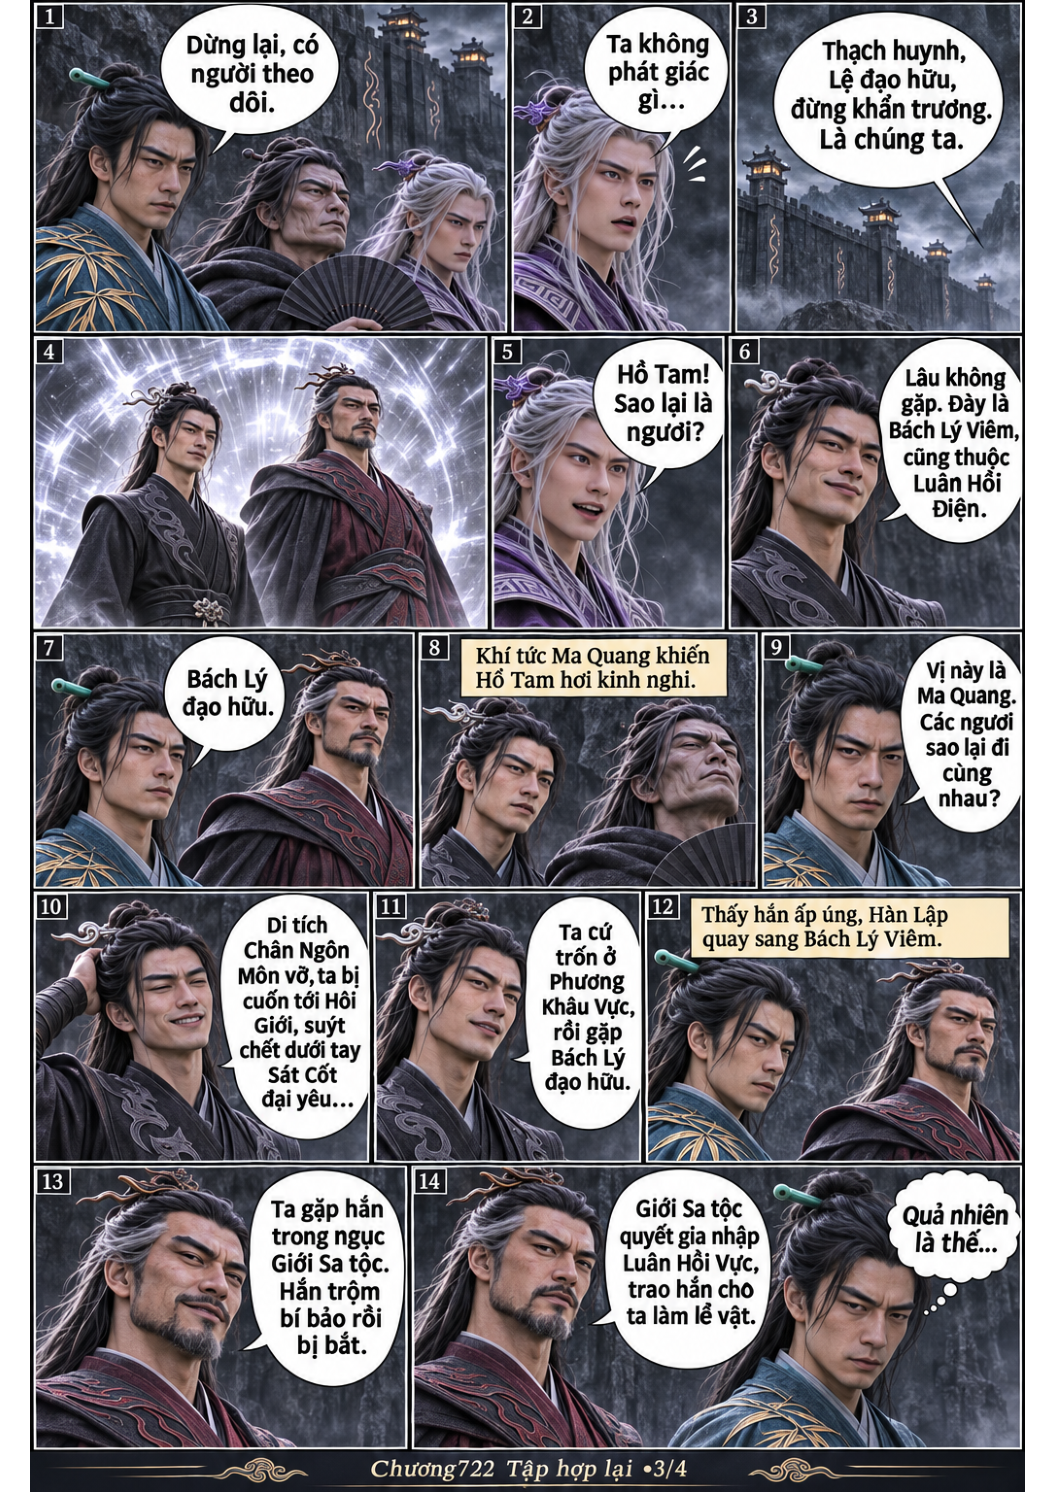 1
Dừng lại, có
người theo
dõi.
2
Ta không
phát giác
gì...
3
Thạch huynh,
Lệ đạo hữu,
đừng khẩn trương.
Là chúng ta.
4
5
Hồ Tam!
Sao lại là
ngươi?
6
Lâu không
gặp. Đây là
Bách Lý Viêm,
cũng thuộc
Luân Hồi
Điện.
7
Bách Lý
đạo hữu.
8
Khí tức Ma Quang khiến
Hồ Tam hơi kinh nghi.
9
Vị này là
Ma Quang.
Các ngươi
sao lại đi
cùng
nhau?
10
Di tích
Chân Ngôn
Môn vỡ, ta bị
cuốn tới Hôi
Giới, suýt
chết dưới tay
Sát Cốt
đại yêu...
11
Ta cứ
trốn ở
Phương
Khâu Vực,
rồi gặp
Bách Lý
đạo hữu.
12
Thấy hắn ấp úng, Hàn Lập
quay sang Bách Lý Viêm.
13
Ta gặp hắn
trong ngục
Giới Sa tộc.
Hắn trộm
bí bảo rồi
bị bắt.
14
Giới Sa tộc
quyết gia nhập
Luân Hồi Vực,
trao hắn cho
ta làm lể vật.
Quả nhiên
là thế...
Chương722 Tập hợp lại •3/4